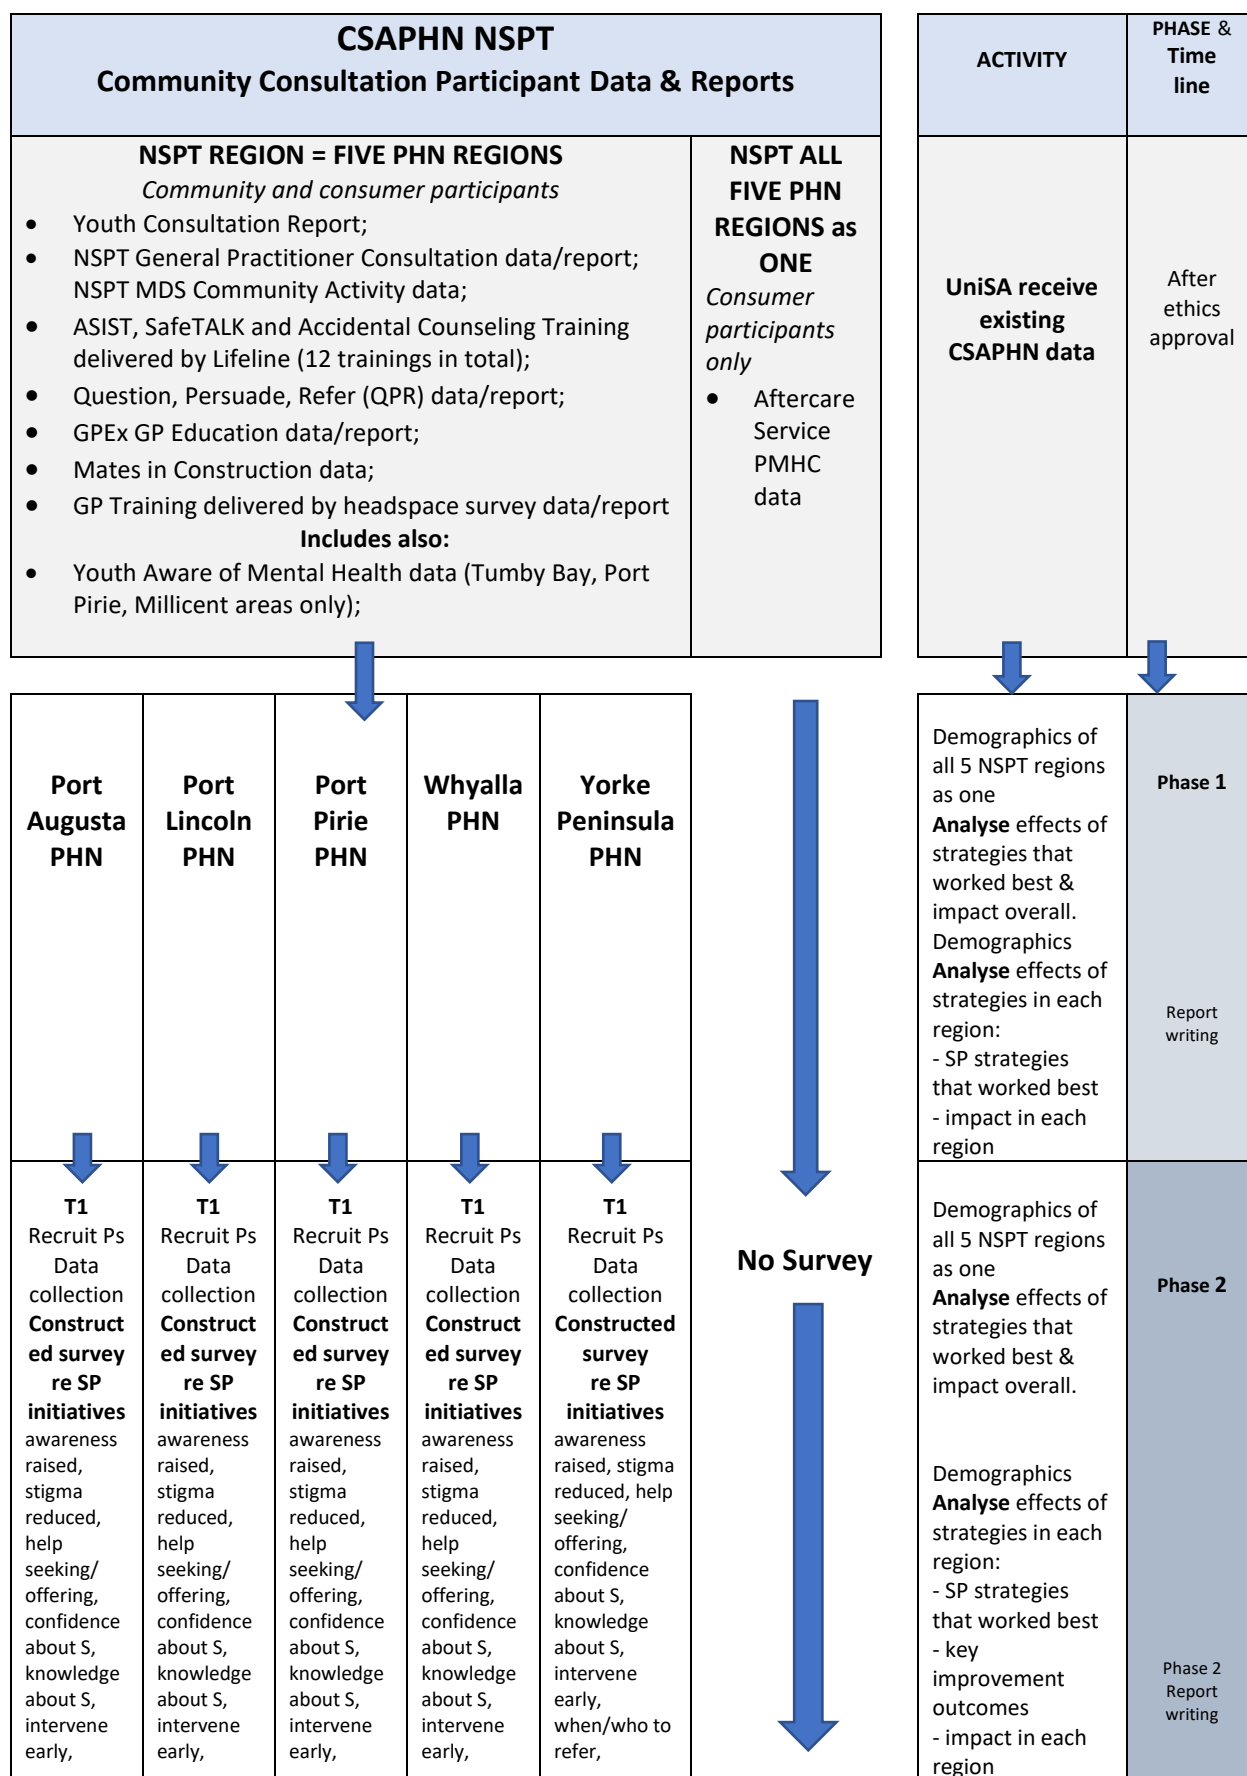 CSAPHN NSPT
Community Consultation Participant Data & Reports
NSPT REGION = FIVE PHN REGIONS
Community and consumer participants
• Youth Consultation Report;
• NSPT General Practitioner Consultation data/report;
NSPT MDS Community Activity data;
• ASIST, SafeTALK and Accidental Counseling Training
delivered by Lifeline (12 trainings in total);
• Question, Persuade, Refer (QPR) data/report;
• GPEx GP Education data/report;
• Mates in Construction data;
• GP Training delivered by headspace survey data/report
Includes also:
• Youth Aware of Mental Health data (Tumby Bay, Port
Pirie, Millicent areas only);
NSPT ALL
FIVE PHN
REGIONS as
ONE
Consumer
participants
only
• Aftercare
Service
PMHC
data
ACTIVITY
PHASE &
Time
line
UniSA receive
existing
CSAPHN data
After
ethics
approval
Port
Augusta
PHN
Port
Lincoln
PHN
Port
Pirie
PHN
Whyalla
PHN
Yorke
Peninsula
PHN
Demographics of
all 5 NSPT regions
as one
Analyse effects of
strategies that
worked best &
impact overall.
Demographics
Analyse effects of
strategies in each
region:
- SP strategies
that worked best
- impact in each
region
Phase 1
Report
writing
T1
Recruit Ps
Data
collection
Construct
ed survey
re SP
initiatives
awareness
raised,
stigma
reduced,
help
seeking/
offering,
confidence
about S,
knowledge
about S,
intervene
early,
T1
Recruit Ps
Data
collection
Construct
ed survey
re SP
initiatives
awareness
raised,
stigma
reduced,
help
seeking/
offering,
confidence
about S,
knowledge
about S,
intervene
early,
T1
Recruit Ps
Data
collection
Construct
ed survey
re SP
initiatives
awareness
raised,
stigma
reduced,
help
seeking/
offering,
confidence
about S,
knowledge
about S,
intervene
early,
T1
Recruit Ps
Data
collection
Construct
ed survey
re SP
initiatives
awareness
raised,
stigma
reduced,
help
seeking/
offering,
confidence
about S,
knowledge
about S,
intervene
early,
T1
Recruit Ps
Data
collection
Constructed
survey
re SP
initiatives
awareness
raised, stigma
reduced, help
seeking/
offering,
confidence
about S,
knowledge
about S,
intervene
early,
when/who to
refer,
No Survey
Demographics of
all 5 NSPT regions
as one
Analyse effects of
strategies that
worked best &
impact overall.
Demographics
Analyse effects of
strategies in each
region:
- SP strategies
that worked best
- key
improvement
outcomes
- impact in each
region
Phase 2
Phase 2
Report
writing